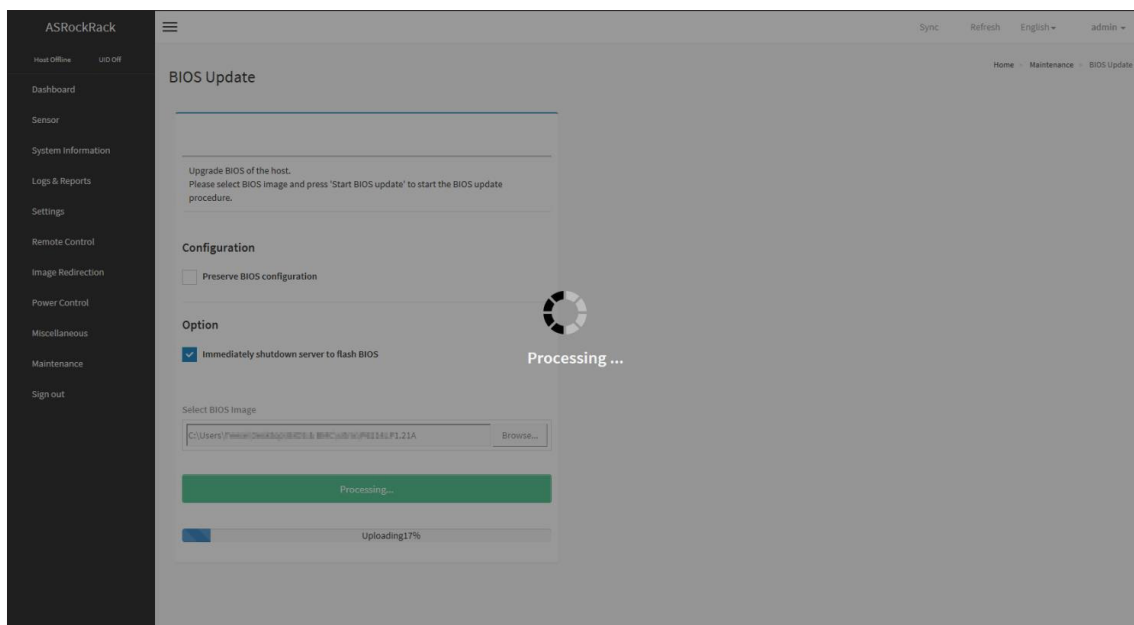 ASRockRack
Sync Refresh English admin
Host Offline UID Off
Home > Maintenance > BIOS Update
BIOS Update
Dashboard
Sensor
System Information
Logs & Reports
Settings
Remote Control
Image Redirection
Power Control
Miscellaneous
Maintenance
Sign out
Upgrade BIOS of the host.
Please select BIOS image and press 'Start BIOS update' to start the BIOS update
procedure.
Configuration
Preserve BIOS configuration
Option
Immediately shutdown server to flash BIOS
Processing ...
Select BIOS Image
C:\Users\ 1.21A Browse...
Processing...
Uploading17%